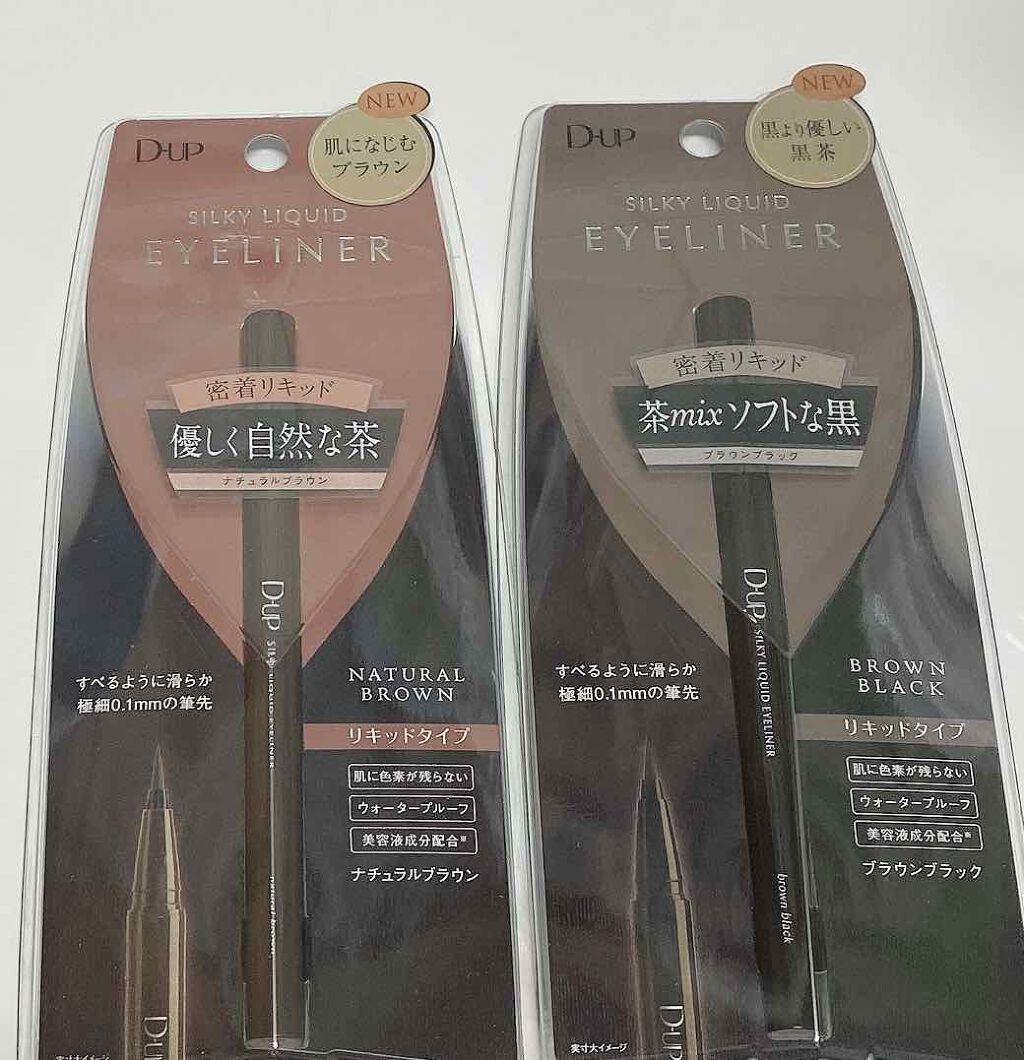 NEW
D-UP
肌になじむ
ブラウン
SILKY LIQUID
EYELINER
密着リキッド
優しく自然な茶
ナチュラルブラウン
D-UP SILKY LIQUID EYELINER
natural brown
すべるように滑らか
極細0.1mmの筆先
NATURAL
BROWN
リキッドタイプ
肌に色素が残らない
ウォータープルーフ
美容液成分配合※
ナチュラルブラウン
D-UP
実寸大イメージ
NEW
D-UP
黒より優しい
黒茶
SILKY LIQUID
EYELINER
密着リキッド
茶mixソフトな黒
ブラウンブラック
D-UP SILKY LIQUID EYELINER
brown black
すべるように滑らか
極細0.1mmの筆先
BROWN
BLACK
リキッドタイプ
肌に色素が残らない
ウォータープルーフ
美容液成分配合※
ブラウンブラック
D-UP
実寸大イメージ